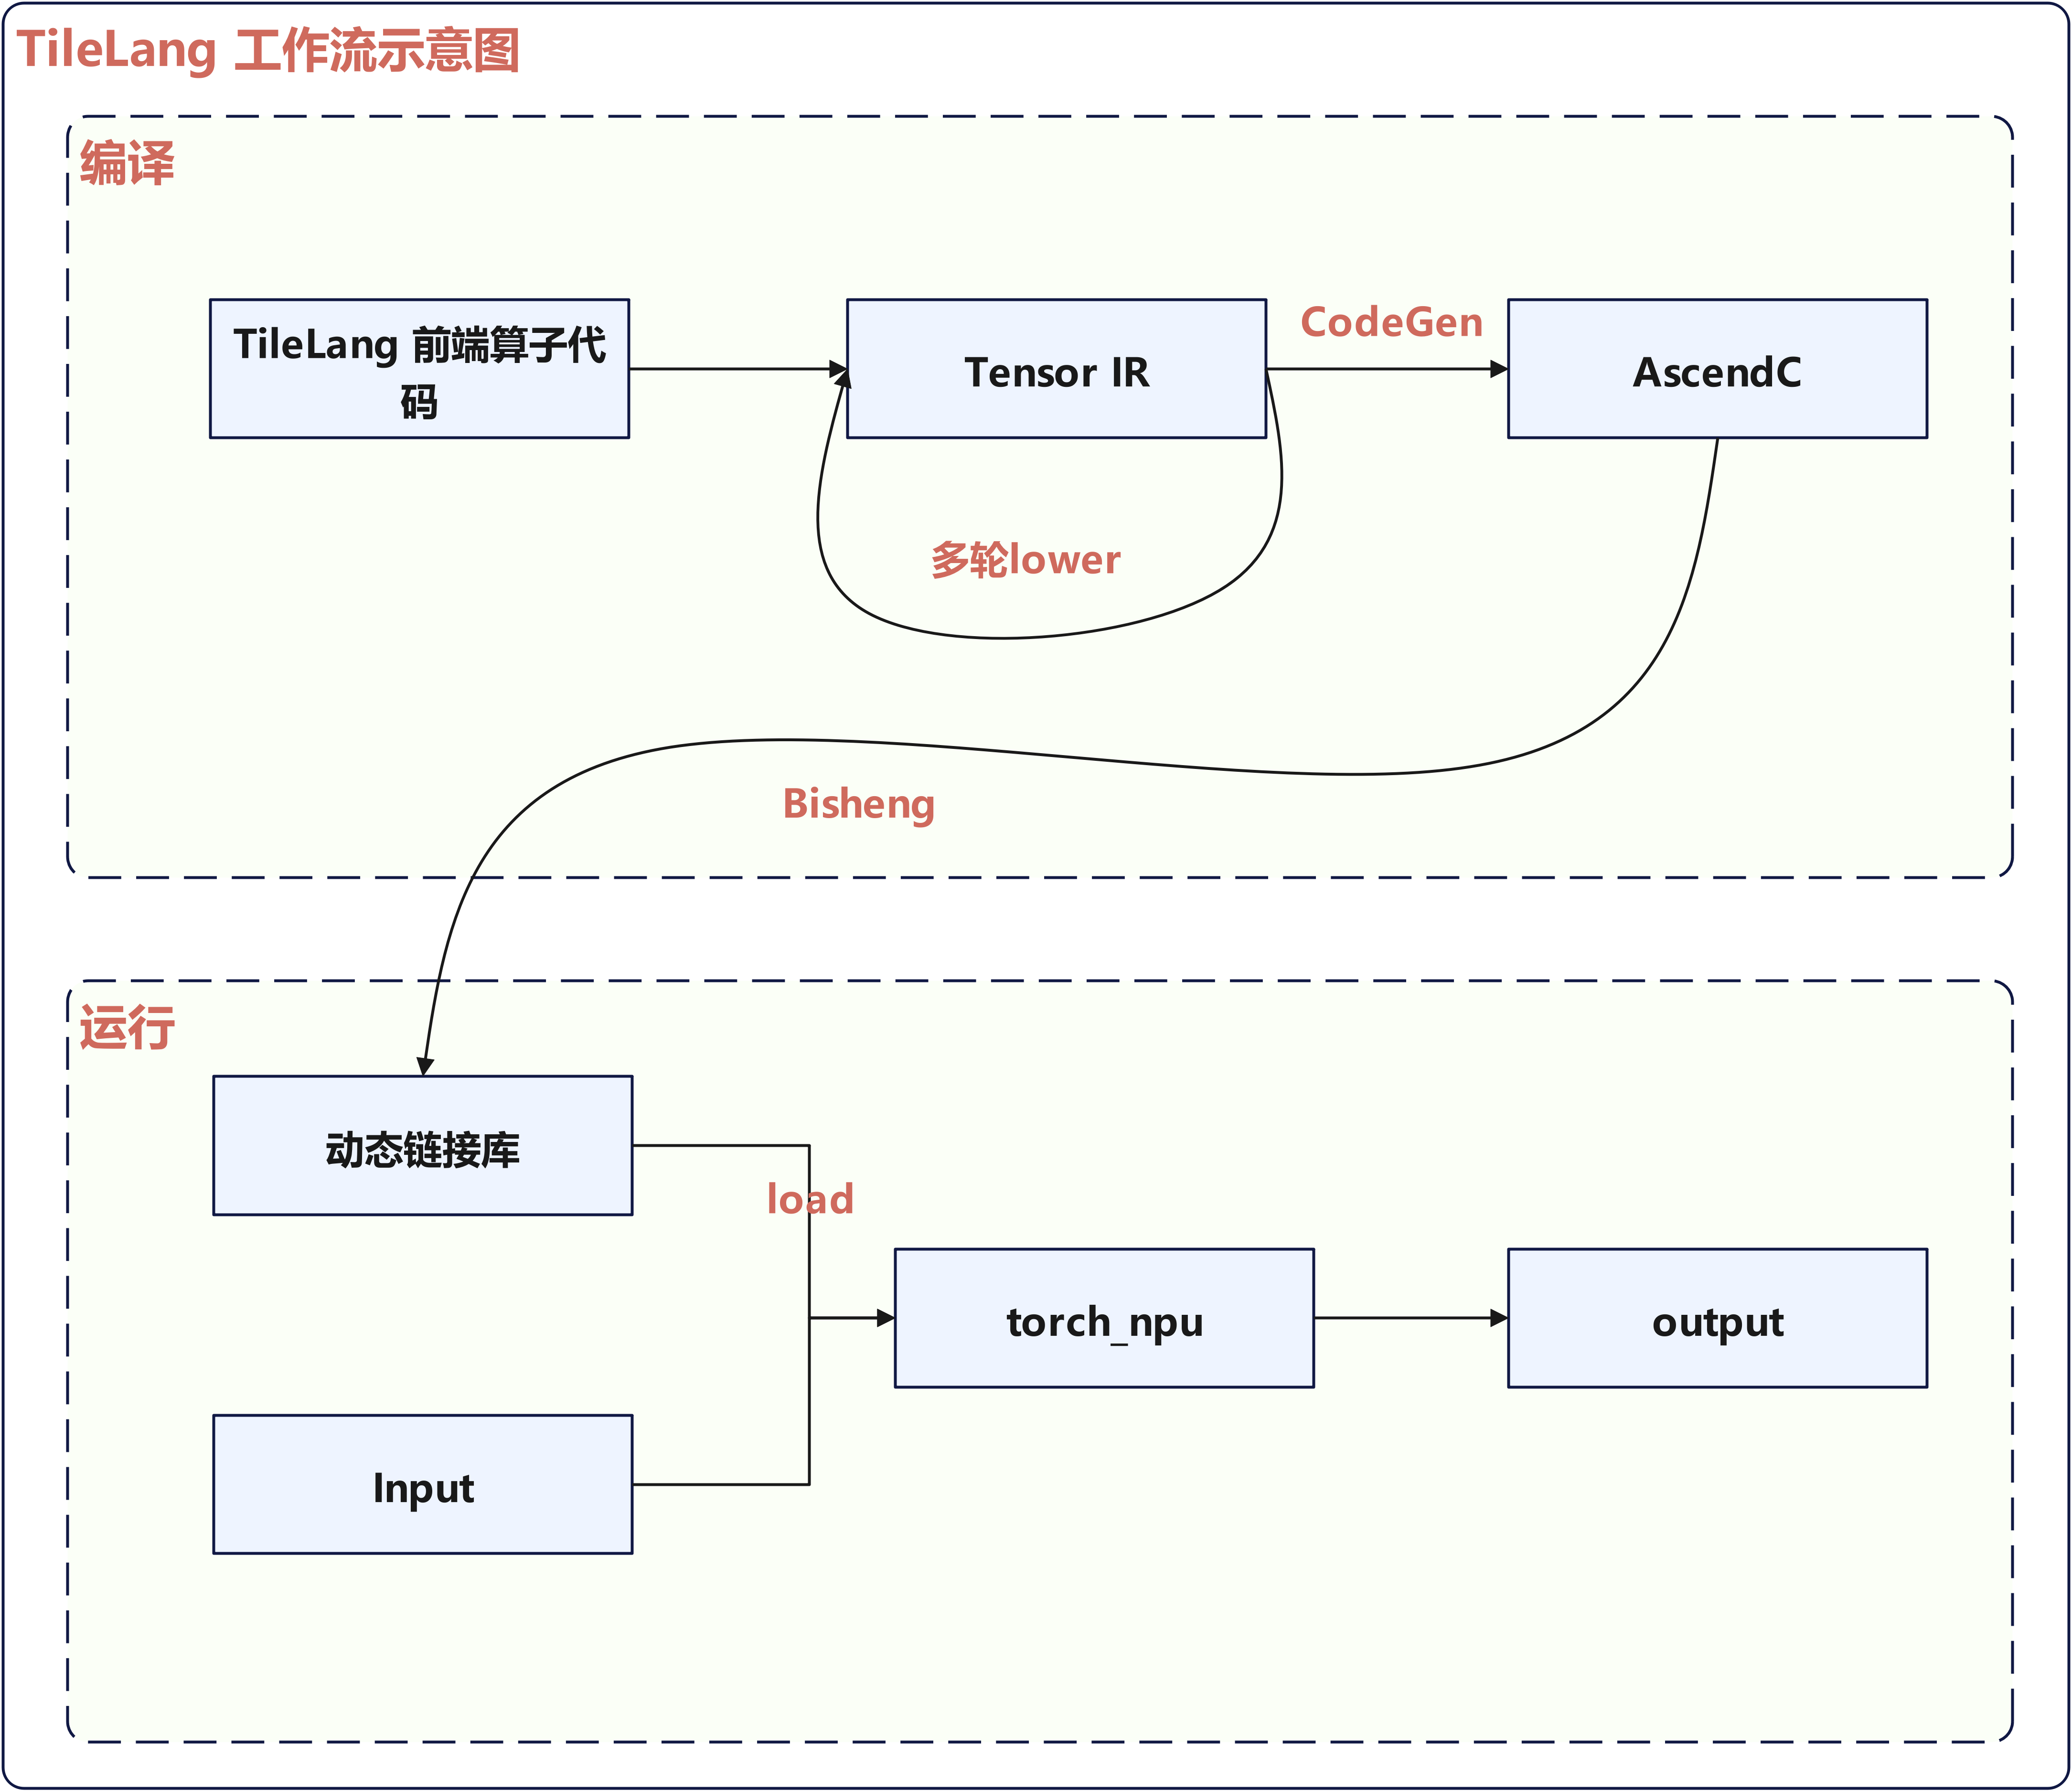 TileLang 工作流示意图
编译
TileLang 前端算子代
码
Tensor IR
CodeGen
AscendC
多轮lower
Bisheng
运行
动态链接库
load
torch_npu
output
Input